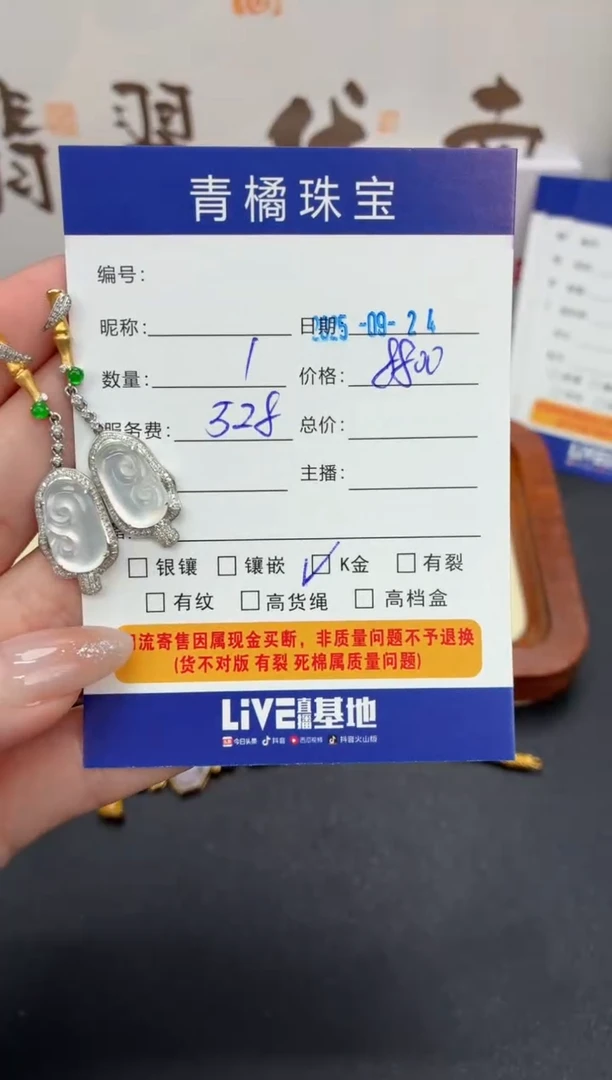 翡翠代言
青橘珠宝
编号：
昵称： 日期 2025-09-24
数量： 1 价格： 8800
服务费： 328 总价：
主播：
银镶 镶嵌 ✓ K金 有裂
有纹 高货绳 高档盒
流寄售因属现金买断，非质量问题不予退换
(货不对版 有裂 死棉属质量问题)
LiVE直播基地
今日头条 抖音 西瓜视频 抖音火山版